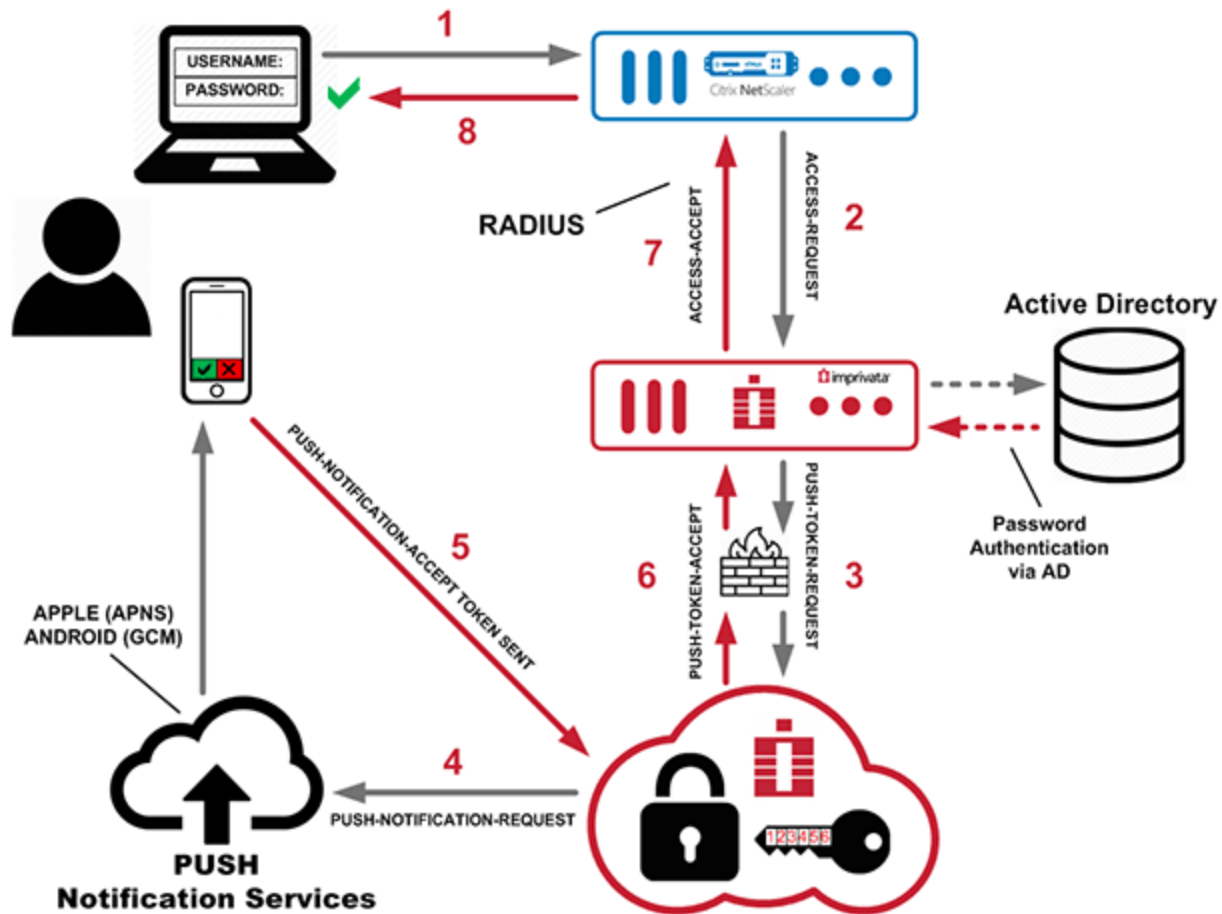 1
USERNAME:
PASSWORD:
8
Citrix NetScaler
RADIUS
7
ACCESS-ACCEPT
ACCESS-REQUEST
2
Active Directory
imprivata
PUSH-NOTIFICATION-ACCEPT TOKEN SENT
5
6
PUSH-TOKEN-ACCEPT
PUSH-TOKEN-REQUEST
3
Password
Authentication
via AD
APPLE (APNS)
ANDROID (GCM)
4
PUSH-NOTIFICATION-REQUEST
123456
PUSH
Notification Services